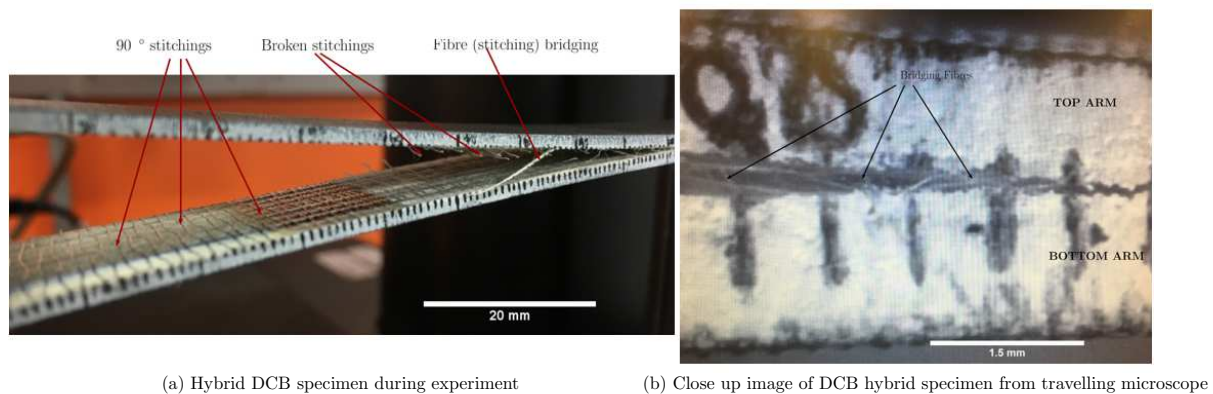 90 ° stitchings
Broken stitchings
Fibre (stitching) bridging
20 mm
Bridging Fibres
TOP ARM
BOTTOM ARM
1.5 mm
(a) Hybrid DCB specimen during experiment
(b) Close up image of DCB hybrid specimen from travelling microscope